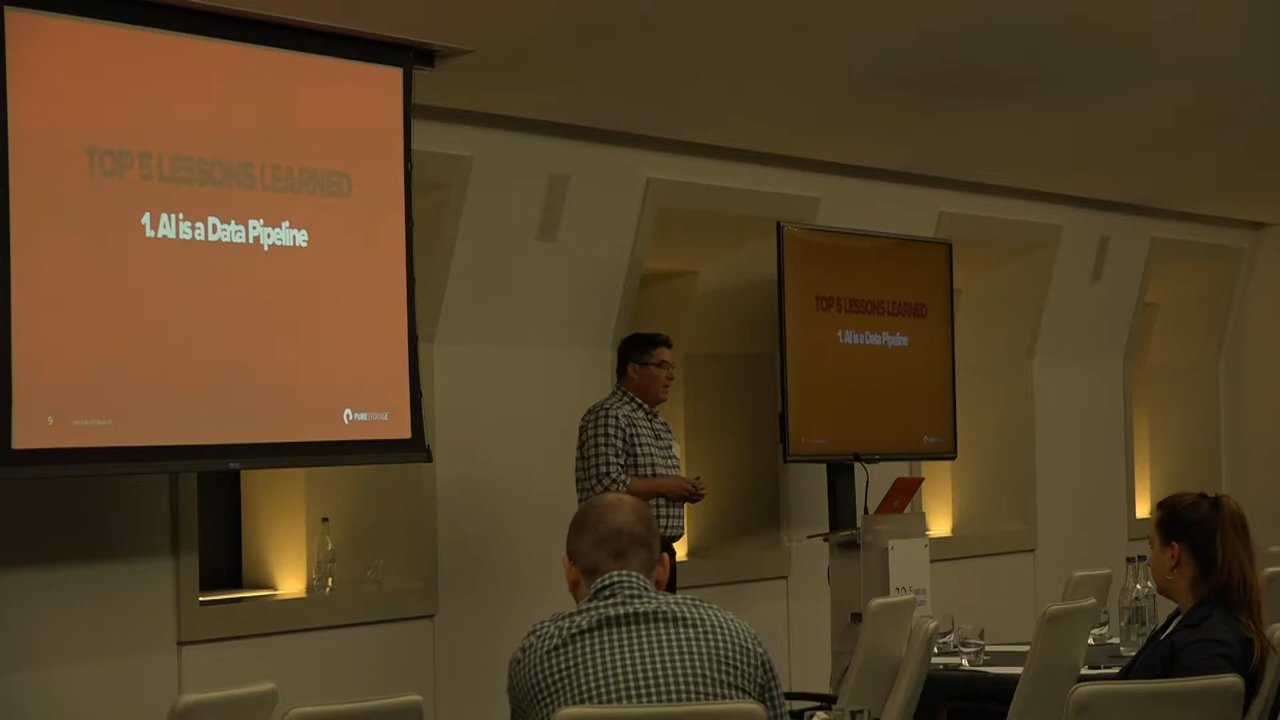 TOP 5 LESSONS LEARNED
1. AI is a Data Pipeline
9
PURESTORAGE
TOP 5 LESSONS LEARNED
1. AI is a Data Pipeline